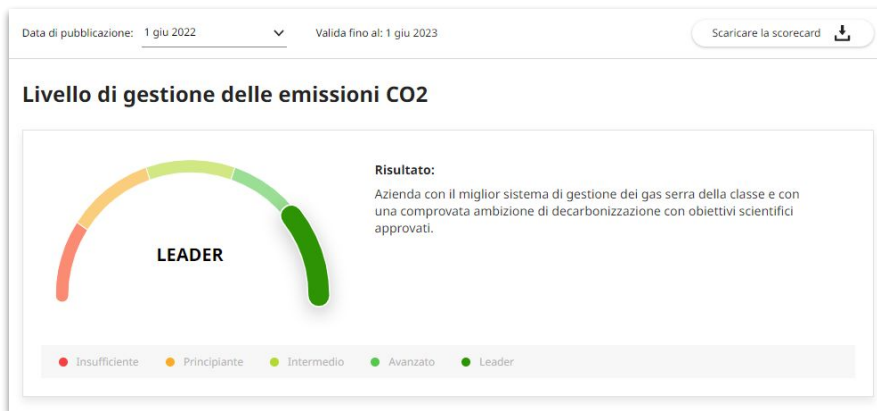 Data di pubblicazione: 1 giu 2022 Valida fino al: 1 giu 2023 Scaricare la scorecard
Livello di gestione delle emissioni CO2
Risultato:
Azienda con il miglior sistema di gestione dei gas serra della classe e con
una comprovata ambizione di decarbonizzazione con obiettivi scientifici
approvati.
LEADER
Insufficiente Principiante Intermedio Avanzato Leader